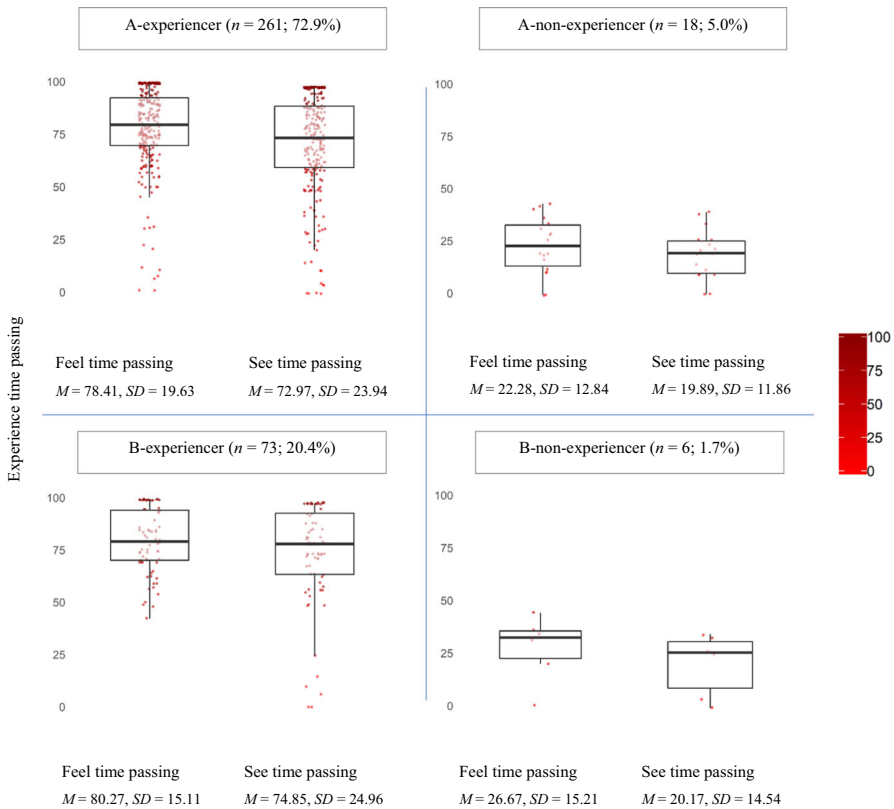 A-experiencer (n = 261; 72.9%)
A-non-experiencer (n = 18; 5.0%)
100
75
50
25
0
100
75
50
25
0
Feel time passing
See time passing
M = 78.41, SD = 19.63
M = 72.97, SD = 23.94
Feel time passing
See time passing
M = 22.28, SD = 12.84
M = 19.89, SD = 11.86
Experience time passing
100
75
50
25
0
B-experiencer (n = 73; 20.4%)
B-non-experiencer (n = 6; 1.7%)
100
75
50
25
0
100
75
50
25
0
Feel time passing
See time passing
M = 80.27, SD = 15.11
M = 74.85, SD = 24.96
Feel time passing
See time passing
M = 26.67, SD = 15.21
M = 20.17, SD = 14.54